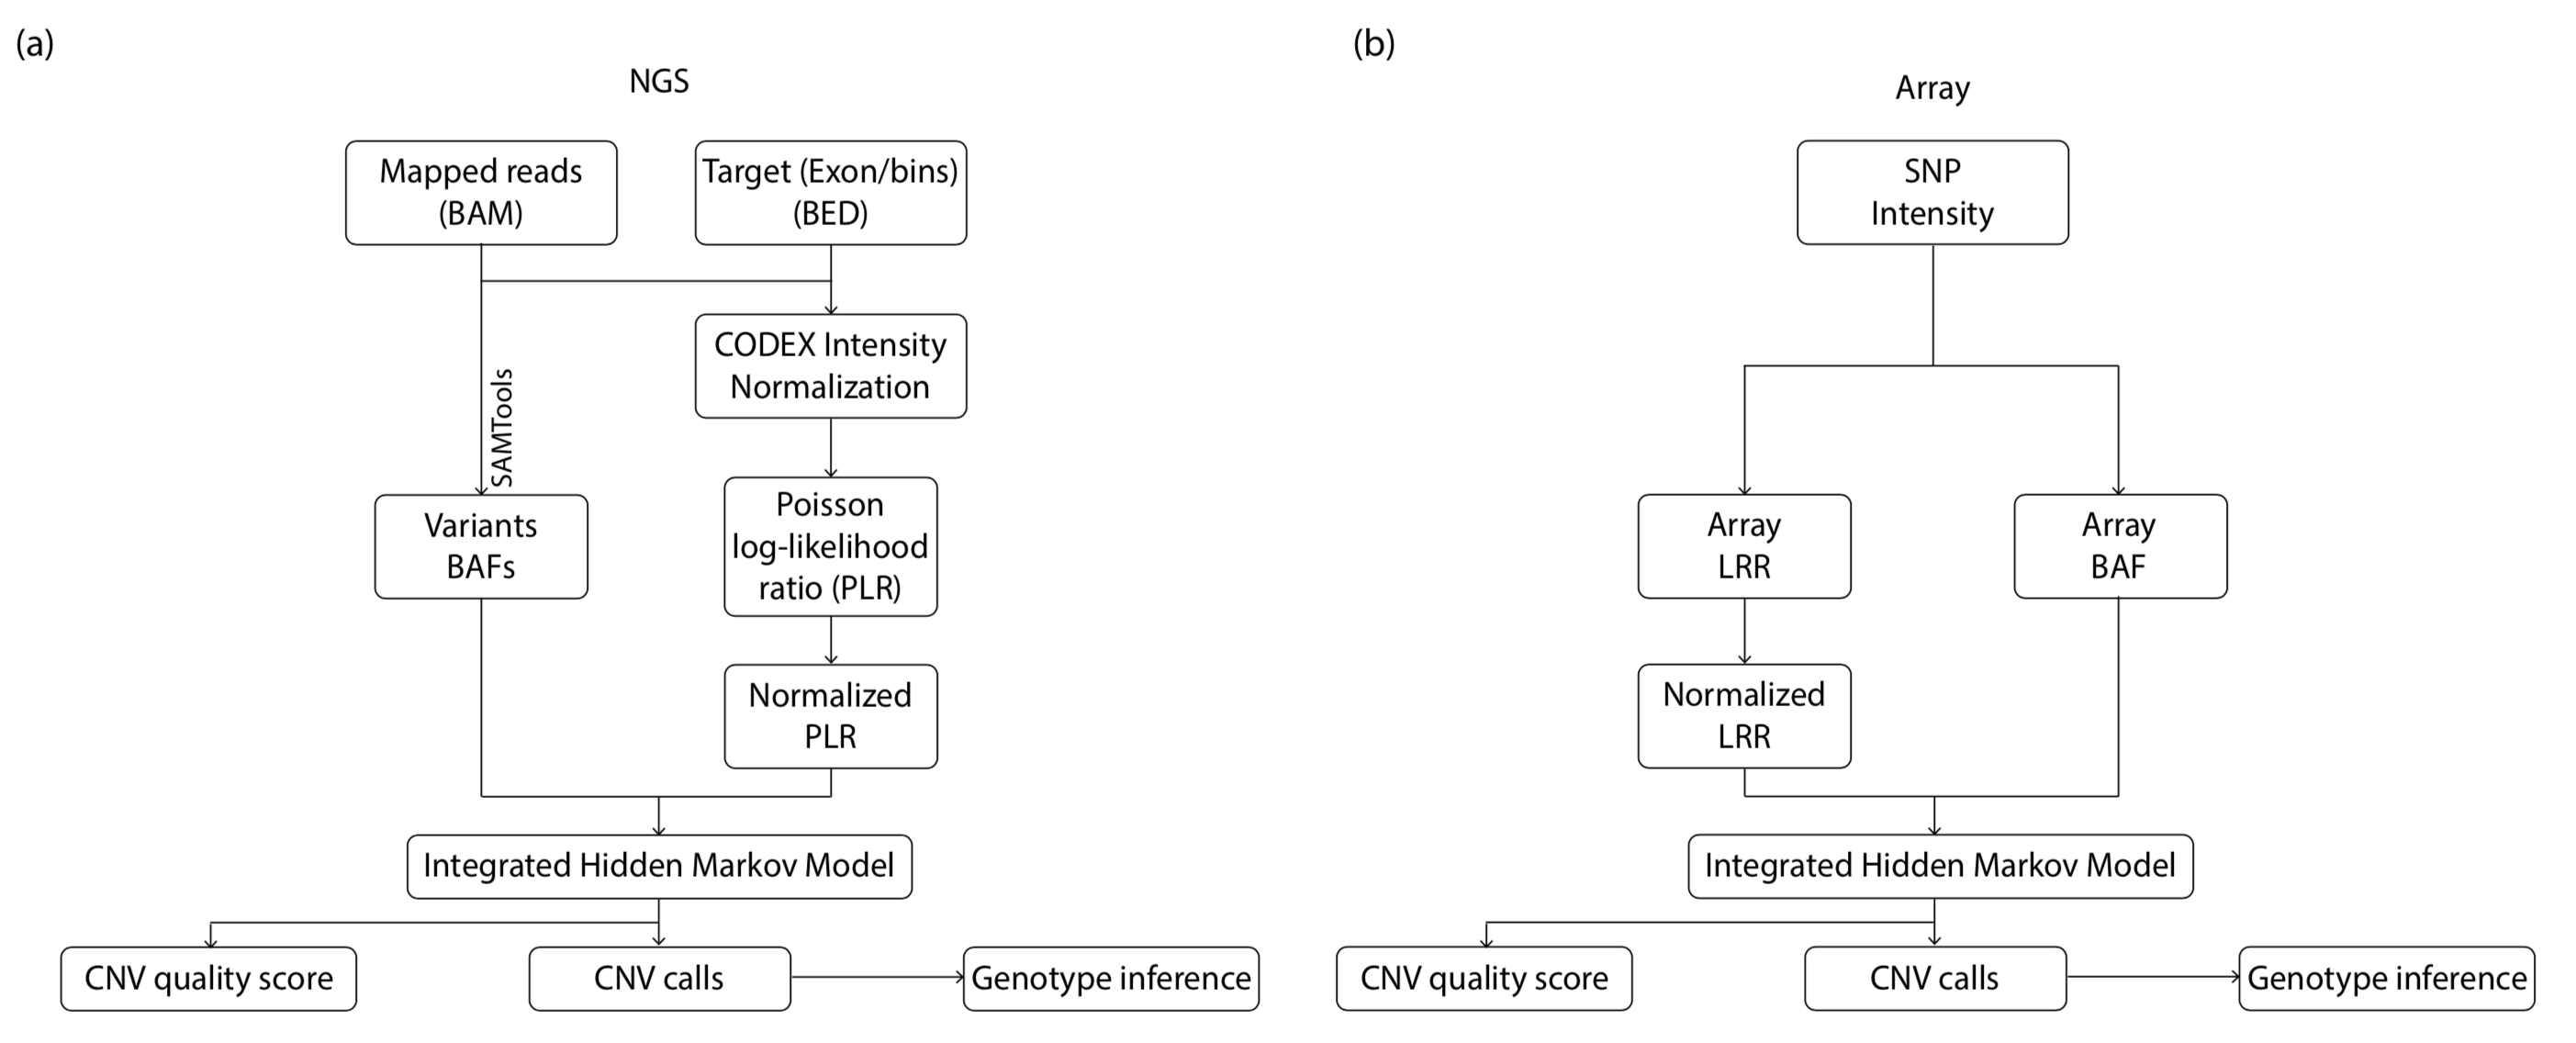 (a)
NGS
Mapped reads
(BAM)
Target (Exon/bins)
(BED)
CODEX Intensity
Normalization
SAMTools
Variants
BAFs
Poisson
log-likelihood
ratio (PLR)
Normalized
PLR
Integrated Hidden Markov Model
CNV quality score
CNV calls
Genotype inference
(b)
Array
SNP
Intensity
Array
LRR
Array
BAF
Normalized
LRR
Integrated Hidden Markov Model
CNV quality score
CNV calls
Genotype inference